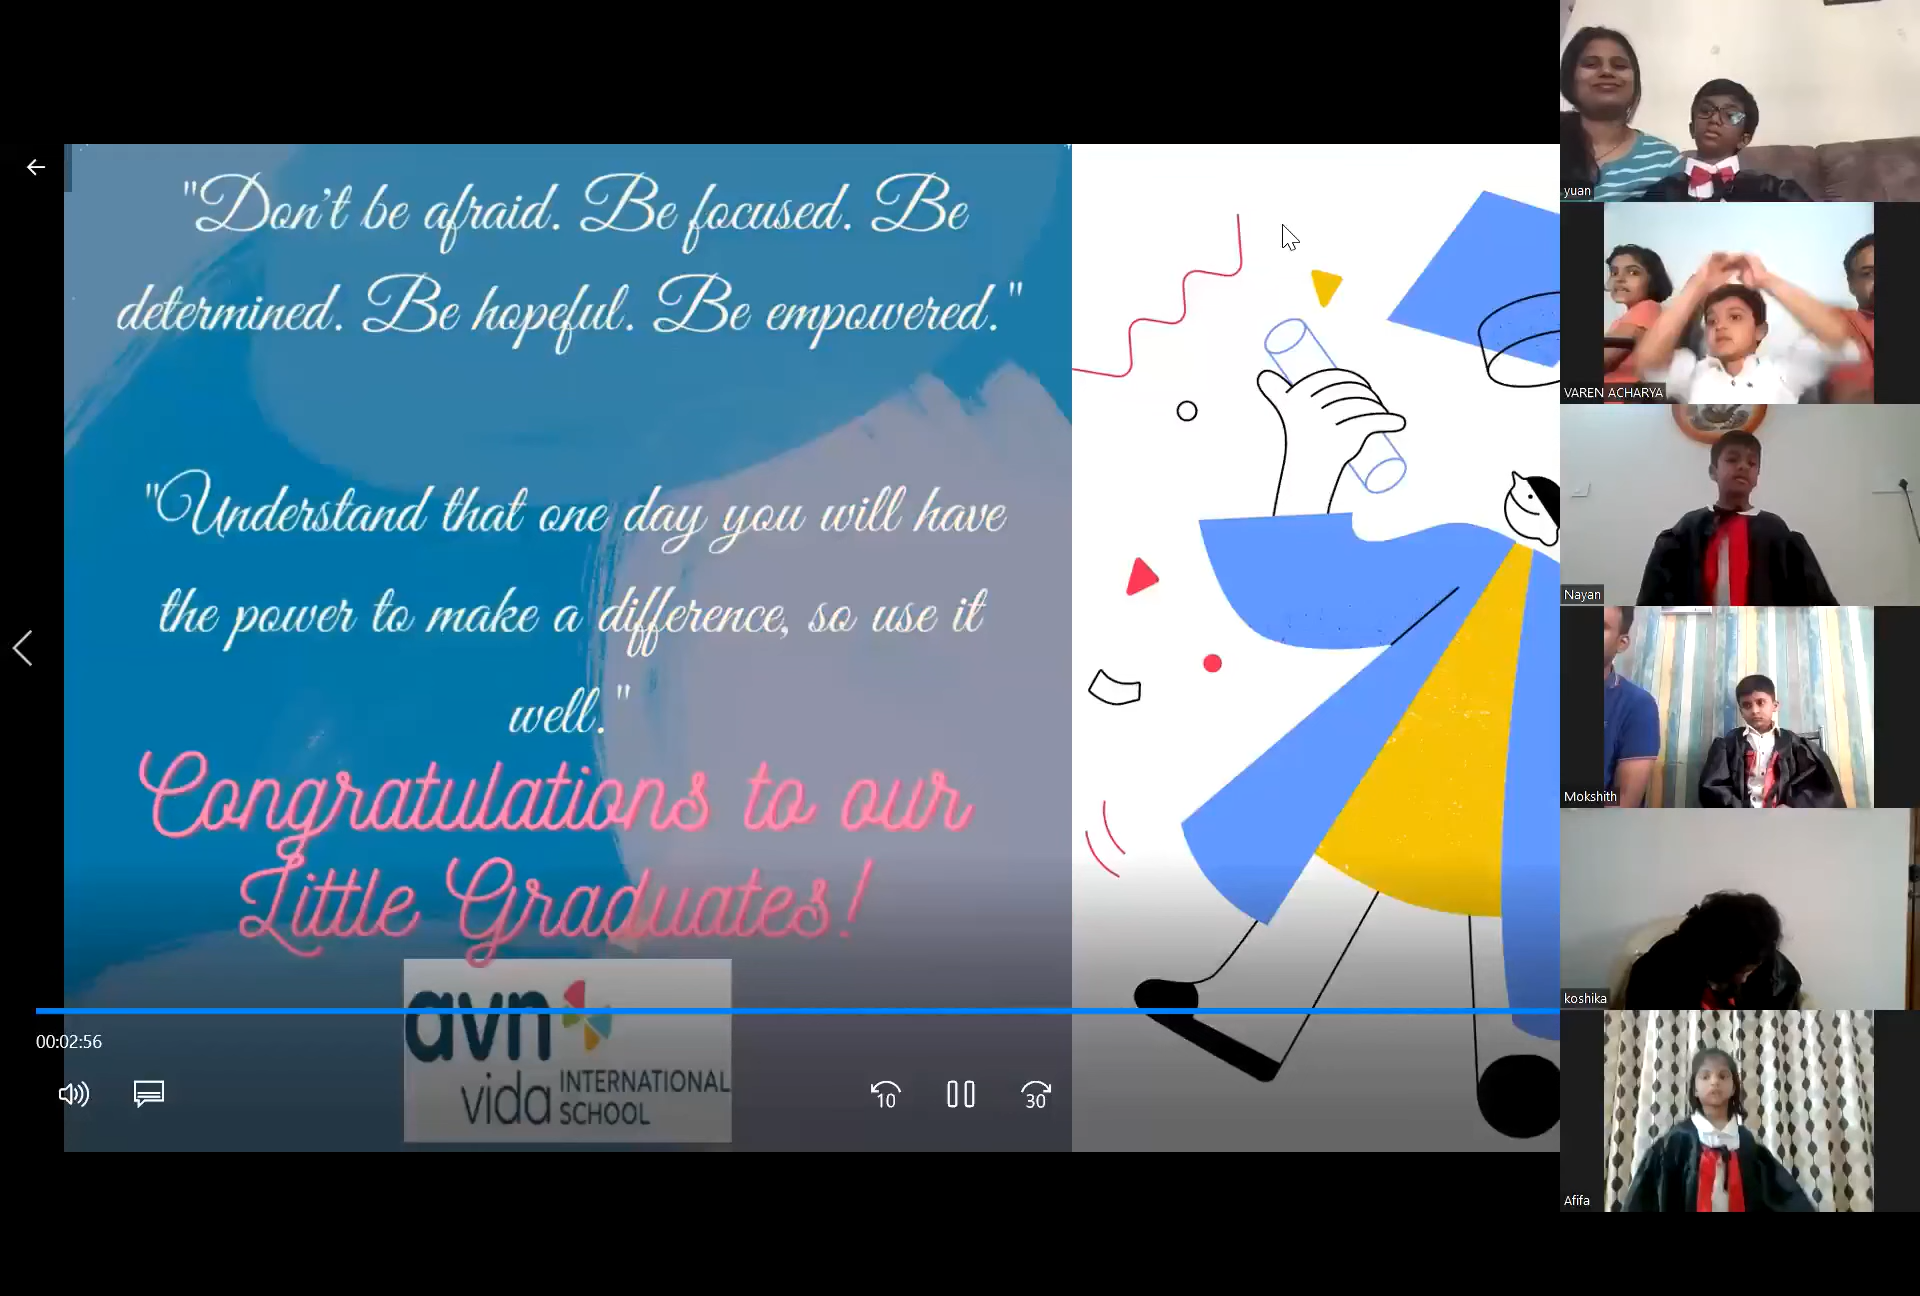 "Don't be afraid. Be focused. Be
determined. Be hopeful. Be empowered."
"Understand that one day you will have
the power to make a difference, so use it
well."
Congratulations to our
Little Graduates!
avn
vida INTERNATIONAL
SCHOOL
00:02:56
10
30
yuan
VAREN ACHARYA
Nayan
Mokshith
koshika
Afifa